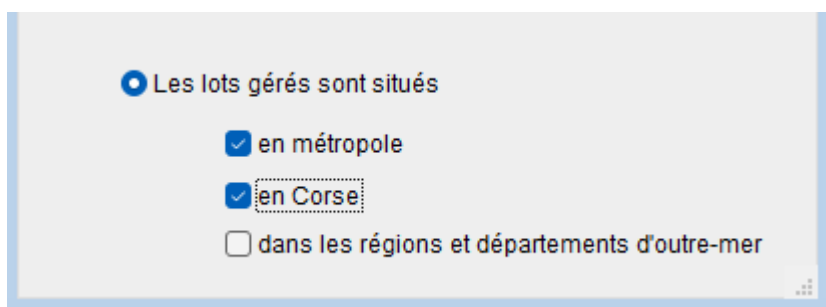 Les lots gérés sont situés
en métropole
en Corse
dans les régions et départements d'outre-mer